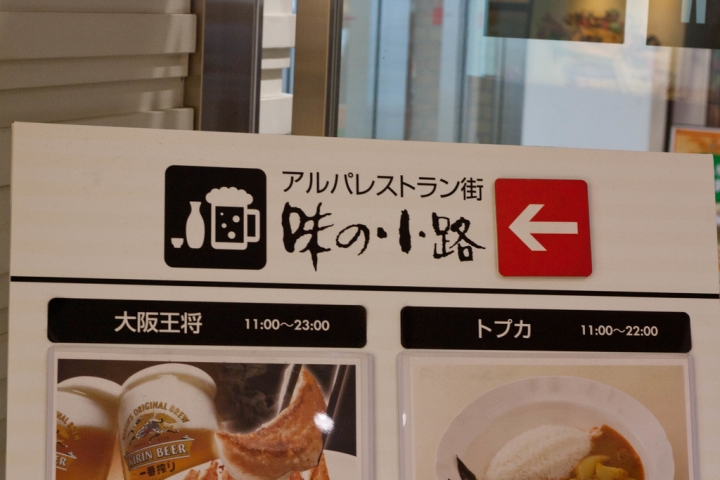 アルパレストラン街
味の小路
大阪王将 11:00〜23:00
トプカ 11:00〜22:00
ORIGINAL BREW
KIRIN BEER
一番搾り